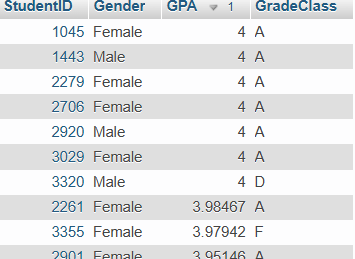 StudentID Gender GPA 1 GradeClass
1045 Female 4 A
1443 Male 4 A
2279 Female 4 A
2706 Female 4 A
2920 Male 4 A
3029 Female 4 A
3320 Male 4 D
2261 Female 3.98467 A
3355 Female 3.97942 F
2901 Female 3.95146 A